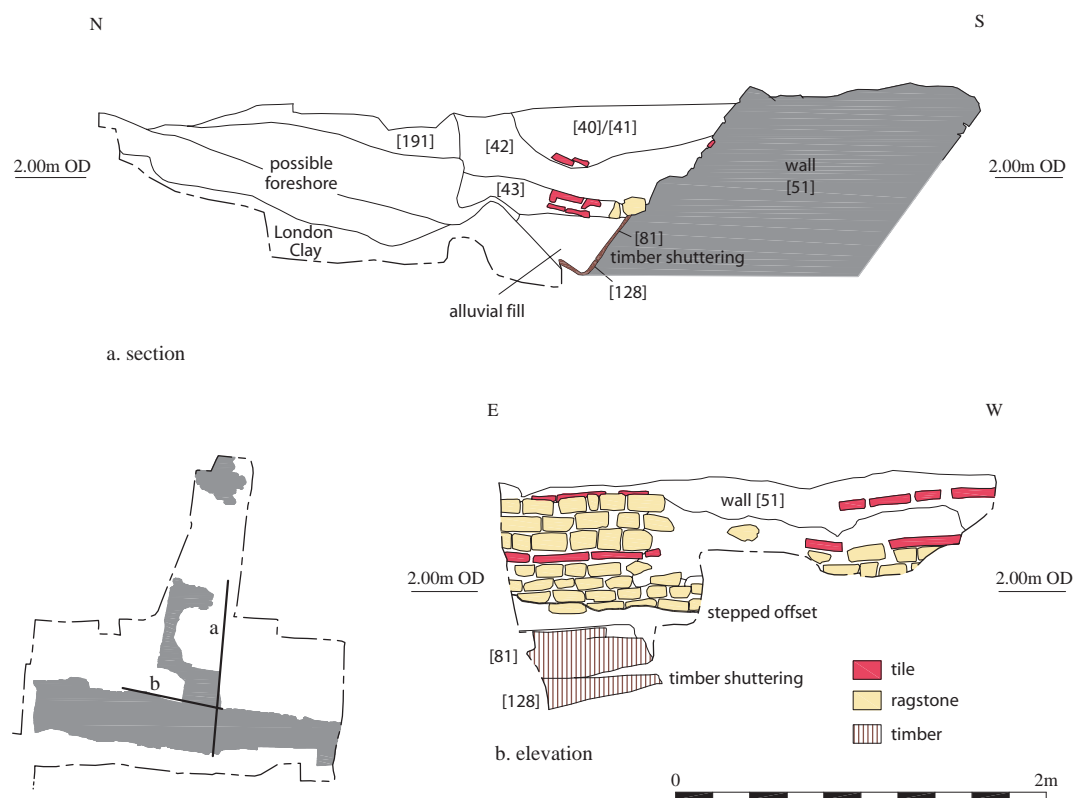 N
S
[40]/[41]
[191]
[42]
2.00m OD
possible
foreshore
wall
[51]
2.00m OD
[43]
London
Clay
[81]
timber shuttering
[128]
alluvial fill
a. section
E
W
wall [51]
2.00m OD
2.00m OD
stepped offset
a
[81]
timber shuttering
b
[128]
tile
ragstone
timber
b. elevation
0
2m